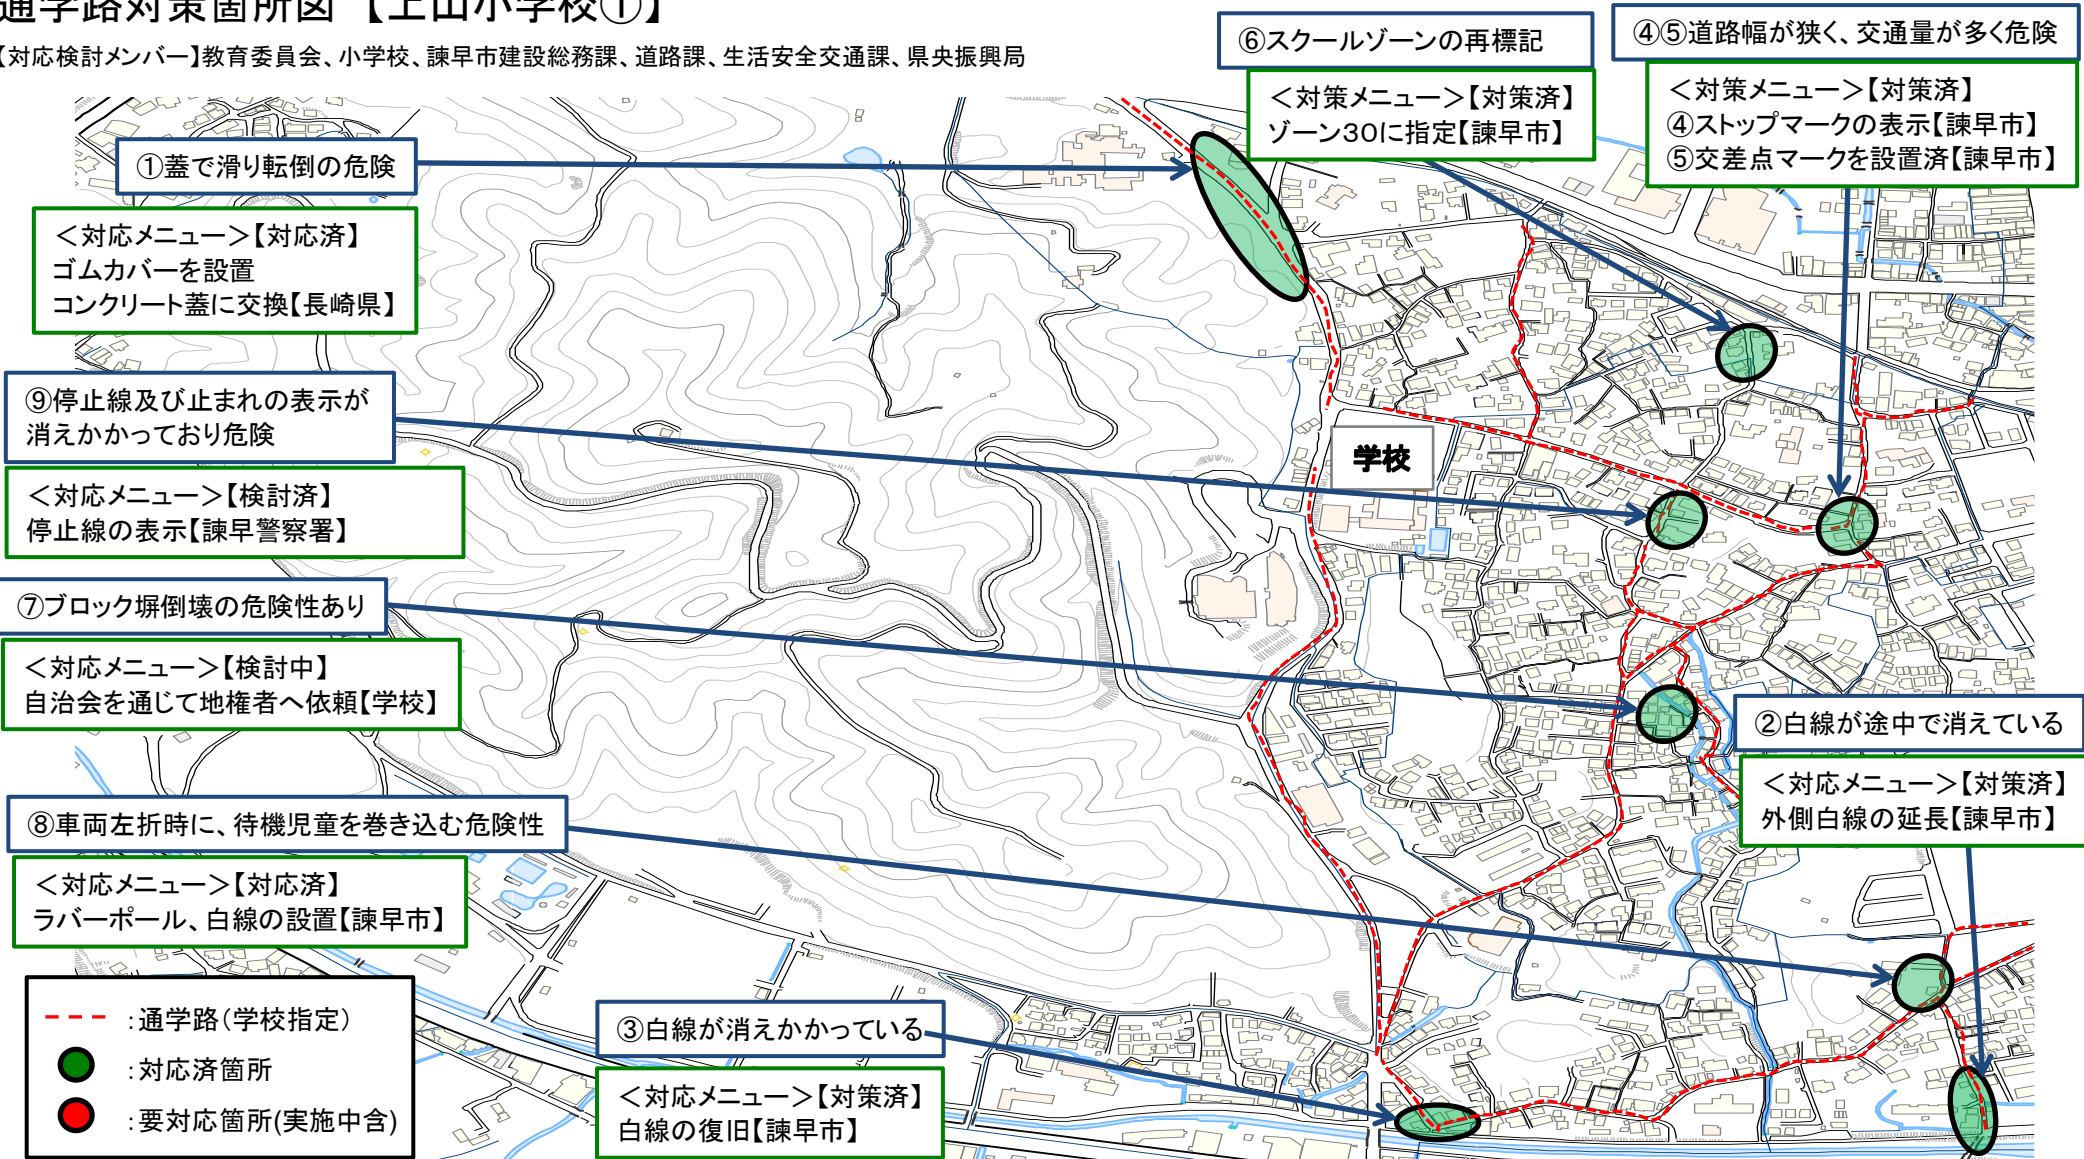 通学路対策箇所図 【上山小学校①】
【対応検討メンバー】教育委員会、小学校、諫早市建設総務課、道路課、生活安全交通課、県央振興局
⑥スクールゾーンの再標記
<対策メニュー>【対策済】
ゾーン30に指定【諫早市】
④⑤道路幅が狭く、交通量が多く危険
<対策メニュー>【対策済】
④ストップマークの表示【諫早市】
⑤交差点マークを設置済【諫早市】
①蓋で滑り転倒の危険
<対応メニュー>【対応済】
ゴムカバーを設置
コンクリート蓋に交換【長崎県】
⑨停止線及び止まれの表示が
消えかかっており危険
<対応メニュー>【検討済】
停止線の表示【諫早警察署】
学校
⑦ブロック塀倒壊の危険性あり
<対応メニュー>【検討中】
自治会を通じて地権者へ依頼【学校】
②白線が途中で消えている
<対応メニュー>【対策済】
外側白線の延長【諫早市】
⑧車両左折時に、待機児童を巻き込む危険性
<対応メニュー>【対応済】
ラバーポール、白線の設置【諫早市】
③白線が消えかかっている
<対応メニュー>【対策済】
白線の復旧【諫早市】
:通学路(学校指定)
:対応済箇所
:要対応箇所(実施中含)